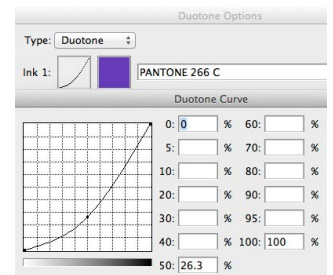 Duotone Options
Type: Duotone
Ink 1: PANTONE 266 C
Duotone Curve
0: 0 % 60: %
5: % 70: %
10: % 80: %
20: % 90: %
30: % 95: %
40: % 100: 100 %
50: 26.3 %